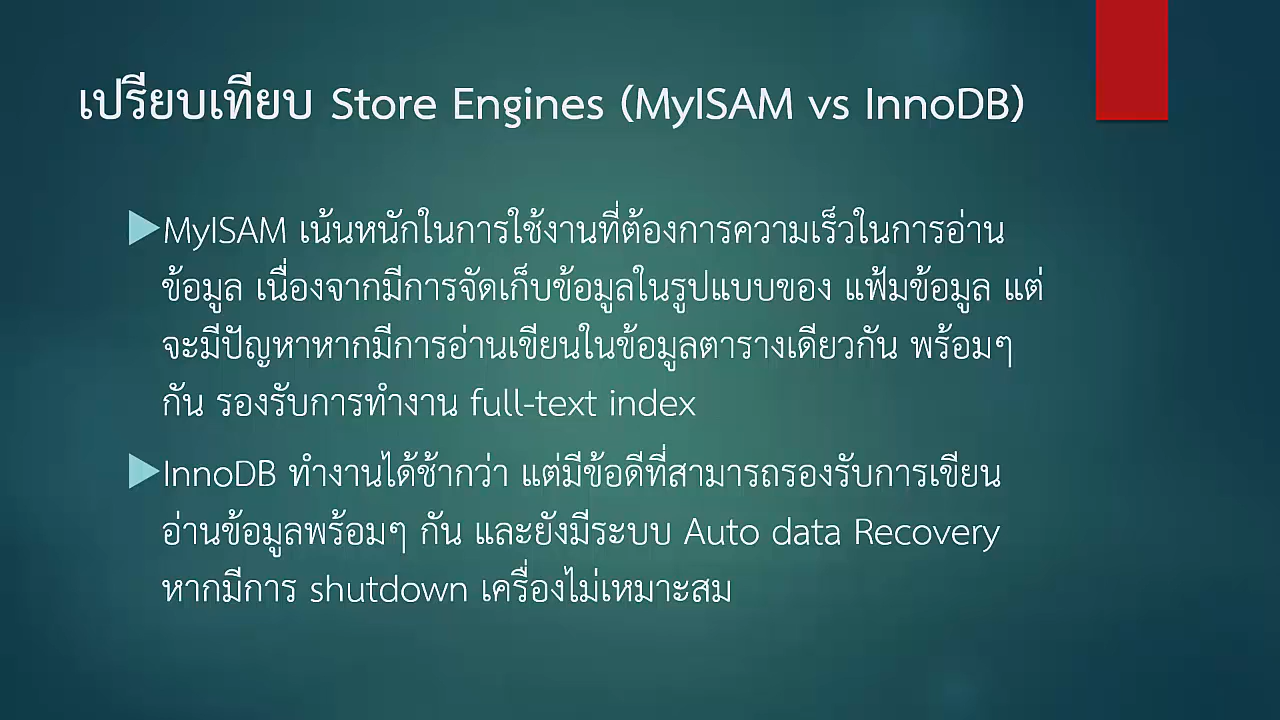 เปรียบเทียบ Store Engines (MyISAM vs InnoDB)
MyISAM เน้นหนักในการใช้งานที่ต้องการความเร็วในการอ่าน
ข้อมูล เนื่องจากมีการจัดเก็บข้อมูลในรูปแบบของ แฟ้มข้อมูล แต่
จะมีปัญหาหากมีการอ่านเขียนในข้อมูลตารางเดียวกัน พร้อมๆ
กัน รองรับการทำงาน full-text index
InnoDB ทำงานได้ช้ากว่า แต่มีข้อดีที่สามารถรองรับการเขียน
อ่านข้อมูลพร้อมๆ กัน และยังมีระบบ Auto data Recovery
หากมีการ shutdown เครื่องไม่เหมาะสม